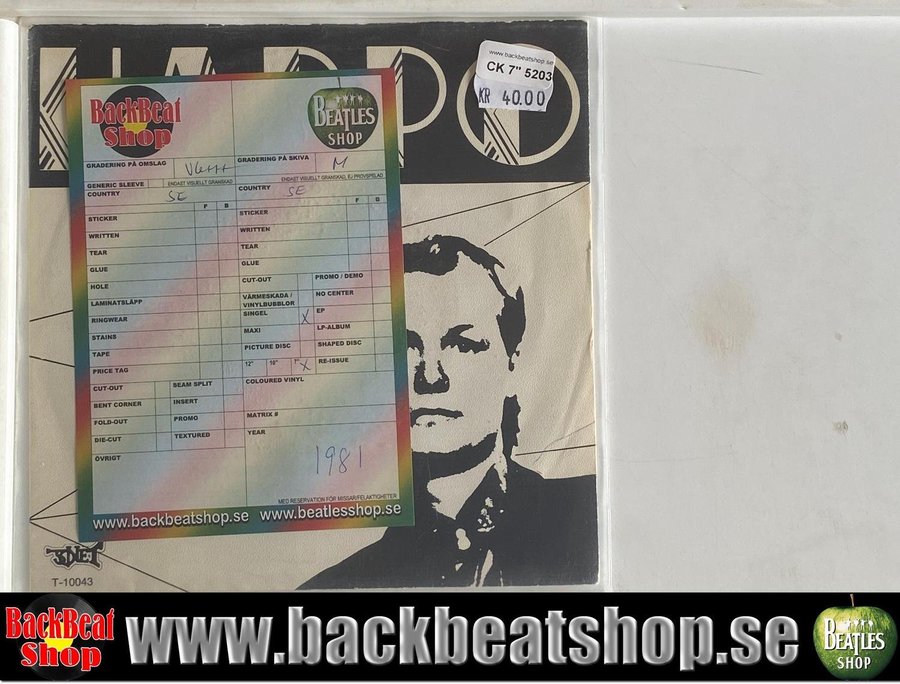 HARPO
www.backbeatshop.se
CK 7" 5203
KR 40.00
BackBeat
Shop
BEATLES
SHOP
GRADERING PÅ OMSLAG
VG+++
GRADERING PÅ SKIVA
M
GENERIC SLEEVE
ENDAST VISUELLT GRANSKAD
ENDAST VISUELLT GRANSKAD, EJ PROVSPELAD
COUNTRY
SE
COUNTRY
SE
F B
F B
STICKER
WRITTEN
TEAR
GLUE
HOLE
LAMINATSLÄPP
RINGWEAR
STAINS
TAPE
PRICE TAG
CUT-OUT
SEAM SPLIT
BENT CORNER
INSERT
FOLD-OUT
PROMO
DIE-CUT
TEXTURED
ÖVRIGT
STICKER
WRITTEN
TEAR
GLUE
CUT-OUT
PROMO / DEMO
VÄRMESKADA /
VINYLBUBBLOR
NO CENTER
SINGEL
X
EP
MAXI
LP-ALBUM
PICTURE DISC
SHAPED DISC
12" 10" 7" X
RE-ISSUE
COLOURED VINYL
MATRIX #
YEAR
1981
MED RESERVATION FÖR MISSAR/FELAKTIGHETER
www.backbeatshop.se www.beatlesshop.se
T-10043
BackBeat
Shop
www.backbeatshop.se
BEATLES
SHOP